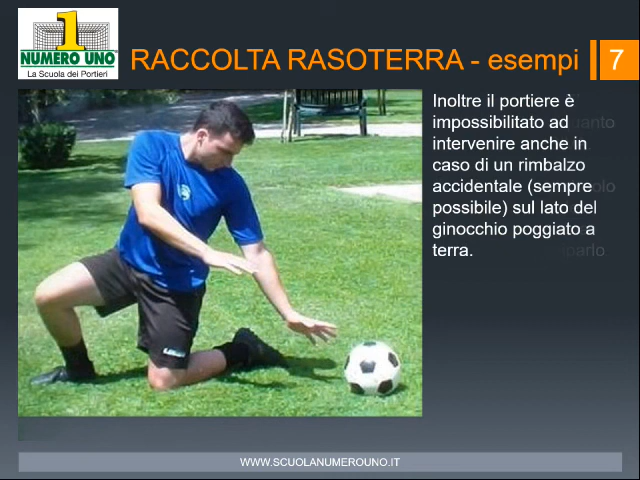 1
NUMERO UNO
La Scuola dei Portieri
RACCOLTA RASOTERRA - esempi
7
Inoltre il portiere è
impossibilitato ad
intervenire anche in
caso di un rimbalzo
accidentale (sempre
possibile) sul lato del
ginocchio poggiato a
terra.
WWW.SCUOLANUMEROUNO.IT